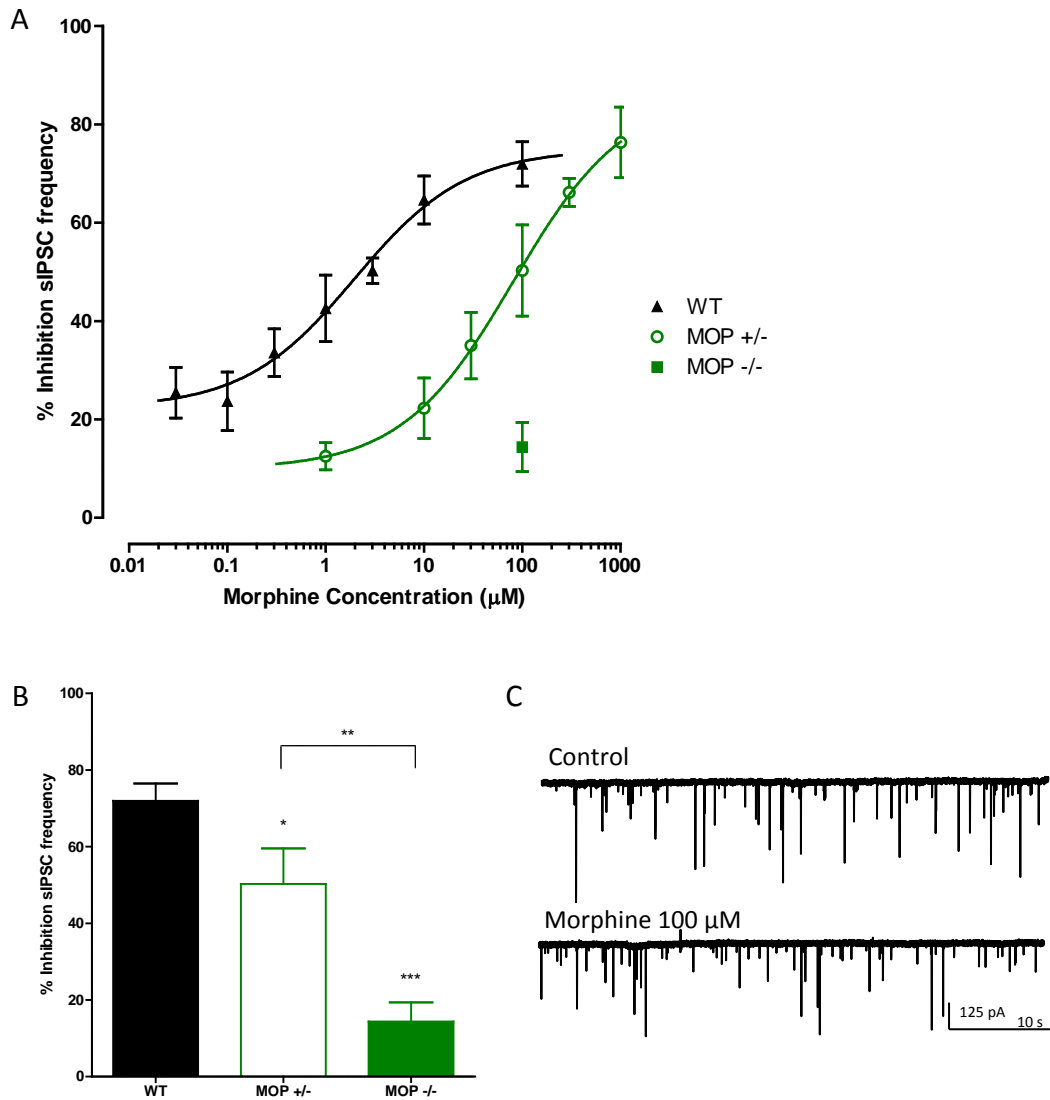 A
100
80
60
40
20
0
% Inhibition sIPSC frequency
0.01
0.1
1
10
100
1000
Morphine Concentration (μM)
WT
MOP +/-
MOP -/-
B
100
80
60
40
20
0
% Inhibition sIPSC frequency
**
*
***
WT
MOP +/-
MOP -/-
C
Control
Morphine 100 μM
125 pA
10 s